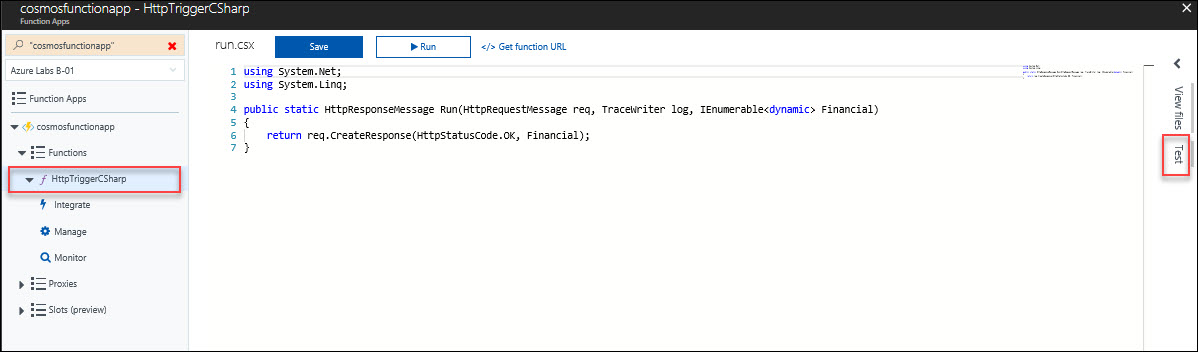 cosmosfunctionapp - HttpTriggerCSharp
Function Apps
"cosmosfunctionapp"
Azure Labs B-01
Function Apps
cosmosfunctionapp
Functions
HttpTriggerCSharp
Integrate
Manage
Monitor
Proxies
Slots (preview)
run.csx
Save
Run
</> Get function URL
1 using System.Net;
2 using System.Linq;
3
4 public static HttpResponseMessage Run(HttpRequestMessage req, TraceWriter log, IEnumerable<dynamic> Financial)
5 {
6 return req.CreateResponse(HttpStatusCode.OK, Financial);
7 }
View files
Test